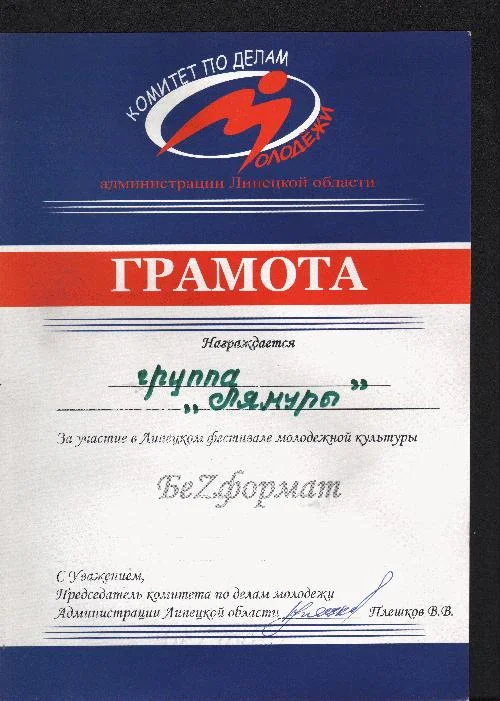 КОМИТЕТ ПО ДЕЛАМ
МОЛОДЕЖИ
администрации Липецкой области
ГРАМОТА
Награждается
группа
„Лямуры”
За участие в Липецком фестивале молодежной культуры
БеZформат
С Уважением,
Председатель комитета по делам молодежи
Администрации Липецкой области Плешков В.В.